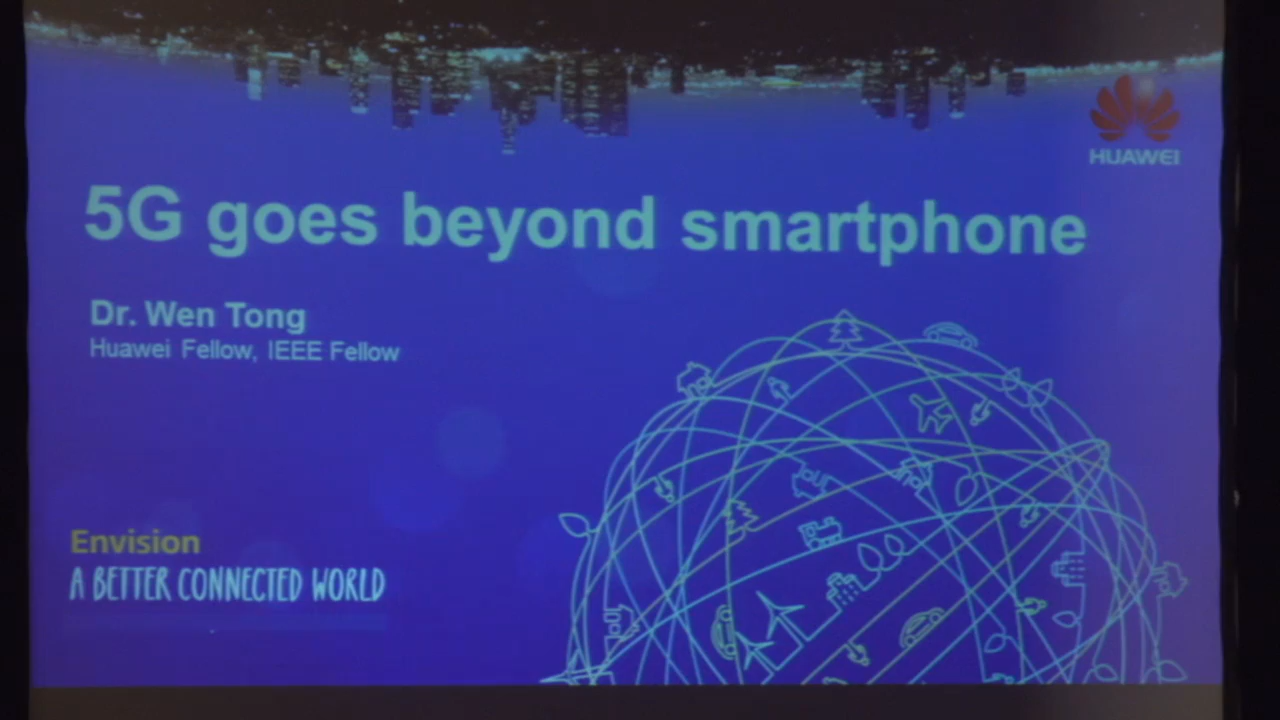 HUAWEI
5G goes beyond smartphone
Dr. Wen Tong
Huawei Fellow, IEEE Fellow
Envision
A BETTER CONNECTED WORLD